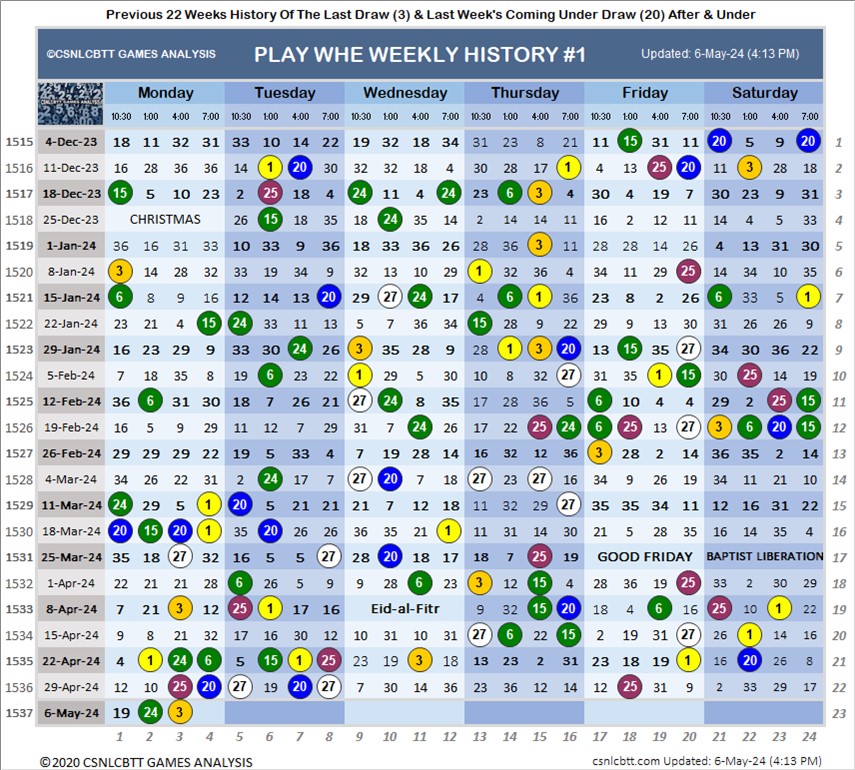 Previous 22 Weeks History Of The Last Draw (3) & Last Week's Coming Under Draw (20) After & Under
©CSNLCBTT GAMES ANALYSIS PLAY WHE WEEKLY HISTORY #1 Updated: 6-May-24 (4:13 PM)
Monday Tuesday Wednesday Thursday Friday Saturday
10:30 1:00 4:00 7:00 10:30 1:00 4:00 7:00 10:30 1:00 4:00 7:00 10:30 1:00 4:00 7:00 10:30 1:00 4:00 7:00 10:30 1:00 4:00 7:00
1515 4-Dec-23 18 11 32 31 33 10 14 22 19 32 18 34 31 23 8 21 11 15 31 11 20 5 9 20 1
1516 11-Dec-23 16 28 36 36 14 1 20 30 32 32 18 4 30 28 17 1 4 19 25 20 11 3 28 18 2
1517 18-Dec-23 15 5 10 23 2 25 18 4 24 11 4 24 23 6 3 4 30 4 19 7 30 23 9 31 3
1518 25-Dec-23 CHRISTMAS 26 15 18 35 18 24 35 14 2 14 14 11 16 2 12 11 14 4 5 33 4
1519 1-Jan-24 36 16 31 33 10 33 9 36 18 33 36 26 28 36 3 11 28 28 14 26 4 13 31 30 5
1520 8-Jan-24 3 14 28 32 33 19 34 9 32 13 10 29 1 32 36 4 34 11 29 25 14 34 10 35 6
1521 15-Jan-24 6 8 9 16 12 14 13 20 29 27 24 17 4 6 1 36 23 8 2 26 6 33 5 1 7
1522 22-Jan-24 23 21 4 15 24 33 11 13 5 7 36 34 15 28 9 22 29 9 13 30 31 26 26 9 8
1523 29-Jan-24 16 23 29 9 33 30 24 26 3 35 28 9 28 1 3 20 13 15 35 27 34 30 36 22 9
1524 5-Feb-24 7 18 35 8 19 6 23 22 1 29 5 30 10 8 32 27 31 35 1 15 22 25 14 14 10
1525 12-Feb-24 36 6 31 30 18 7 26 21 27 24 8 35 17 28 36 5 6 10 4 4 29 2 25 15 11
1526 19-Feb-24 16 5 9 29 11 12 7 29 31 7 24 26 17 22 25 24 6 25 13 27 3 6 20 15 12
1527 26-Feb-24 29 29 29 22 19 5 33 4 7 19 28 14 16 32 12 36 3 28 2 14 36 35 2 14 13
1528 4-Mar-24 34 26 22 31 2 24 17 7 27 20 7 18 27 23 27 14 34 9 26 19 34 11 21 10 14
1529 11-Mar-24 24 29 5 1 20 5 21 21 21 7 12 18 11 32 29 27 35 35 34 11 12 16 31 22 15
1530 18-Mar-24 20 15 20 1 35 20 28 18 36 35 21 1 11 31 14 30 21 9 28 35 16 14 35 4 16
1531 25-Mar-24 35 18 27 32 16 5 5 27 28 20 18 17 18 7 25 19 GOOD FRIDAY BAPTIST LIBERATION 17
1532 1-Apr-24 22 21 21 28 6 26 5 9 9 28 6 23 3 12 15 4 28 36 19 25 33 2 30 29 18
1533 8-Apr-24 7 21 3 12 25 1 17 16 Eid-al-Fitr 9 32 15 20 18 4 6 16 25 10 1 22 19
1534 15-Apr-24 9 8 21 32 17 16 30 12 10 31 10 31 27 6 22 15 2 19 31 27 22 1 14 16 20
1535 22-Apr-24 4 1 24 6 5 15 1 25 23 19 3 18 13 23 2 31 23 18 19 1 16 20 26 8 21
1536 29-Apr-24 12 10 25 20 27 19 20 27 7 30 14 36 23 36 12 14 12 25 31 9 2 33 29 17 22
1537 6-May-24 19 24 3 23
1 2 3 4 5 6 7 8 9 10 11 12 13 14 15 16 17 18 19 20 21 22 23 24
©2020 CSNLCBTT GAMES ANALYSIS csnlcbtt.com Updated: 6-May-24 (4:13 PM)